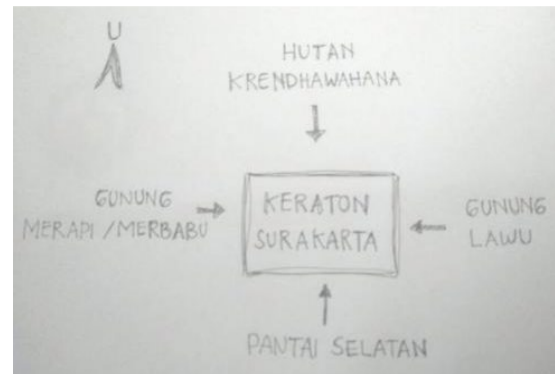 U
HUTAN
KRENDHAWAHANA
GUNUNG
MERAPI / MERBABU
KERATON
SURAKARTA
GUNUNG
LAWU
PANTAI SELATAN